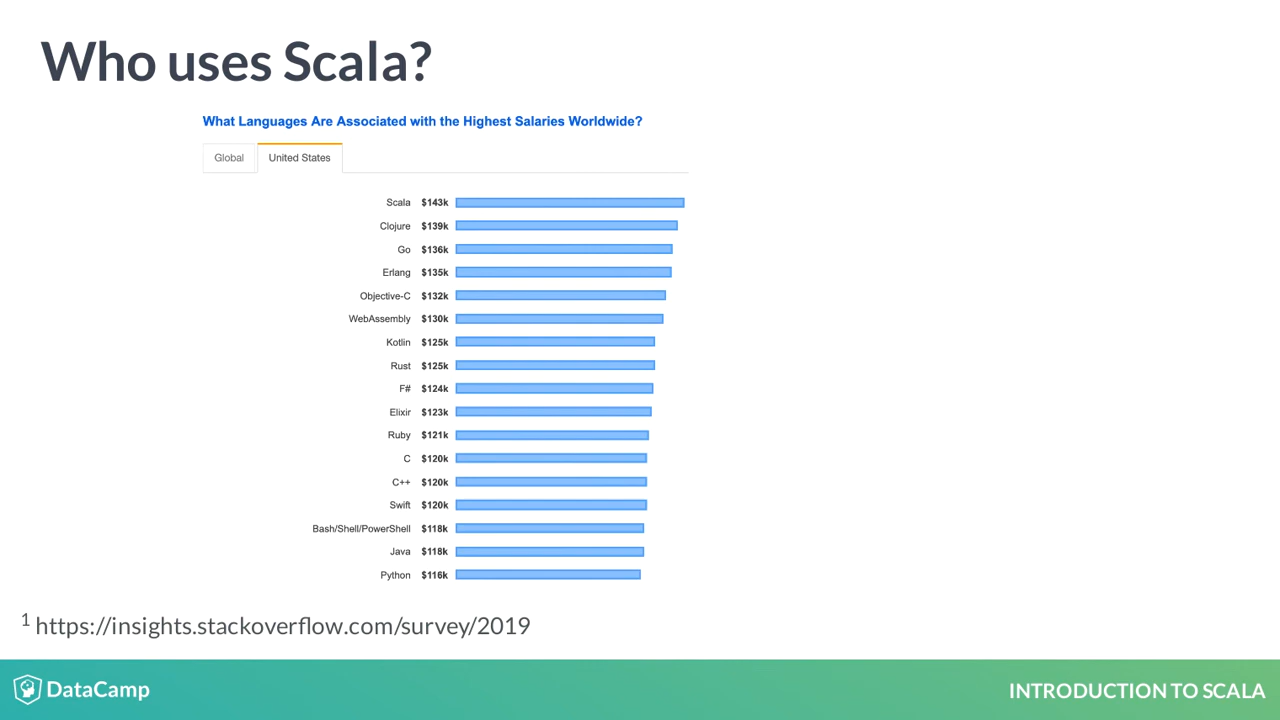 Who uses Scala?
What Languages Are Associated with the Highest Salaries Worldwide?
Global United States
Scala $143k
Clojure $139k
Go $136k
Erlang $135k
Objective-C $132k
WebAssembly $130k
Kotlin $125k
Rust $125k
F# $124k
Elixir $123k
Ruby $121k
C $120k
C++ $120k
Swift $120k
Bash/Shell/PowerShell $118k
Java $118k
Python $116k
1 https://insights.stackoverflow.com/survey/2019
DataCamp INTRODUCTION TO SCALA